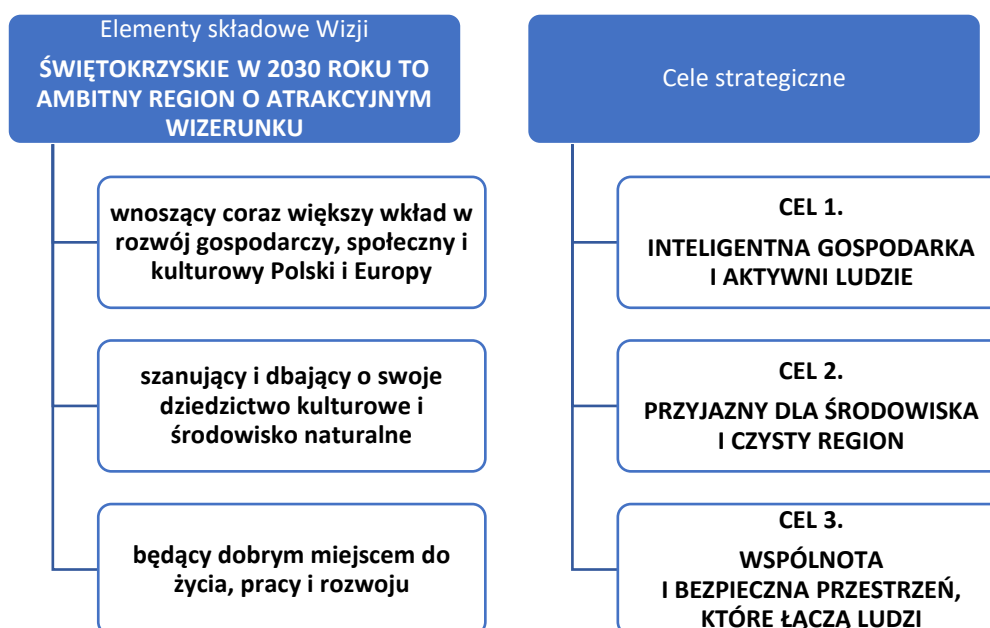 Elementy składowe Wizji
ŚWIĘTOKRZYSKIE W 2030 ROKU TO
AMBITNY REGION O ATRAKCYJNYM
WIZERUNKU
wnoszący coraz większy wkład w
rozwój gospodarczy, społeczny i
kulturowy Polski i Europy
szanujący i dbający o swoje
dziedzictwo kulturowe i
środowisko naturalne
będący dobrym miejscem do
życia, pracy i rozwoju
Cele strategiczne
CEL 1.
INTELIGENTNA GOSPODARKA
I AKTYWNI LUDZIE
CEL 2.
PRZYJAZNY DLA ŚRODOWISKA
I CZYSTY REGION
CEL 3.
WSPÓLNOTA
I BEZPIECZNA PRZESTRZEŃ,
KTÓRE ŁĄCZĄ LUDZI